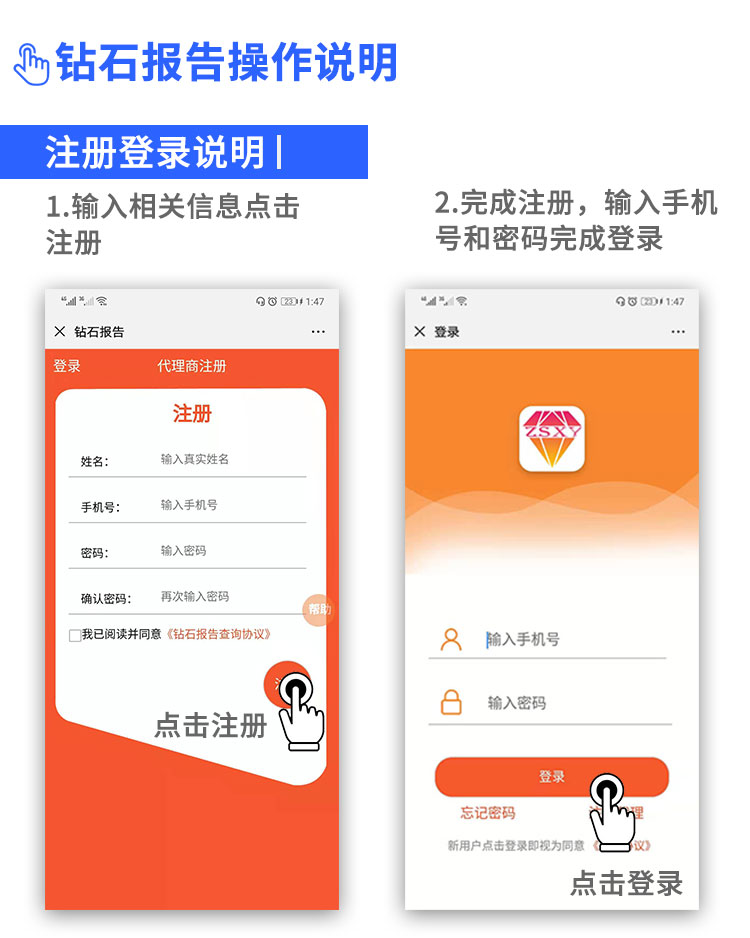 钻石报告操作说明
注册登录说明
1.输入相关信息点击
注册
2.完成注册，输入手机
号和密码完成登录
1:47
钻石报告
登录 代理商注册
注册
姓名： 输入真实姓名
手机号： 输入手机号
密码： 输入密码
确认密码： 再次输入密码
帮助
我已阅读并同意《钻石报告查询协议》
点击注册
23 1:47
登录
ZSXY
输入手机号
输入密码
登录
忘记密码
新用户点击登录即视为同意《
议》
点击登录